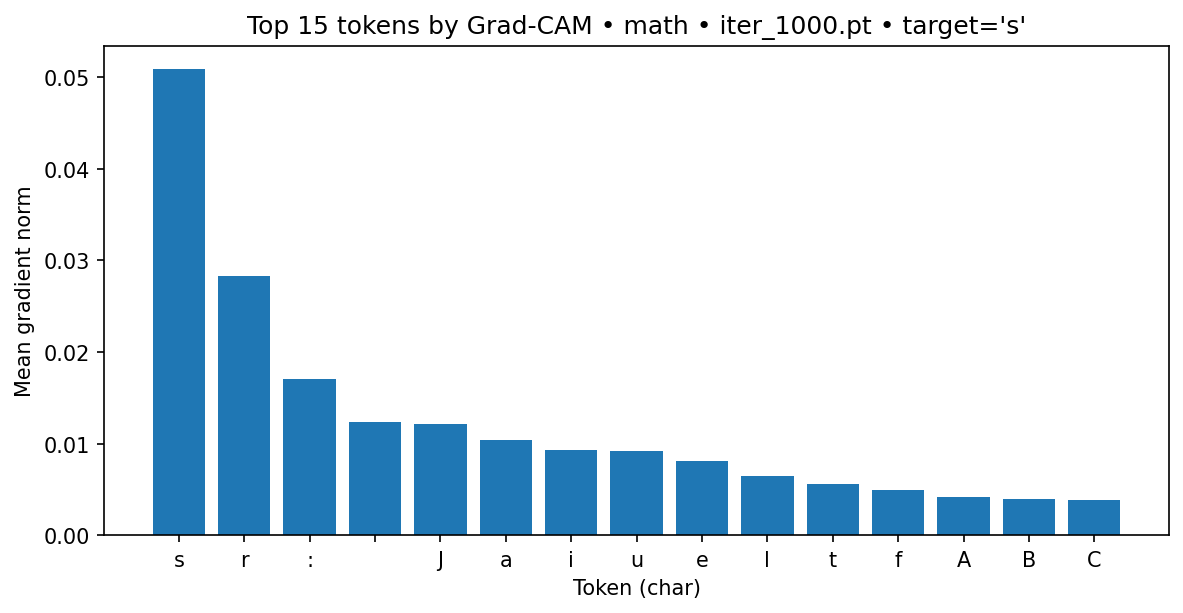 Top 15 tokens by Grad-CAM • math • iter_1000.pt • target='s'
Mean gradient norm
0.05
0.04
0.03
0.02
0.01
0.00
s r : J a i u e l t f A B C
Token (char)